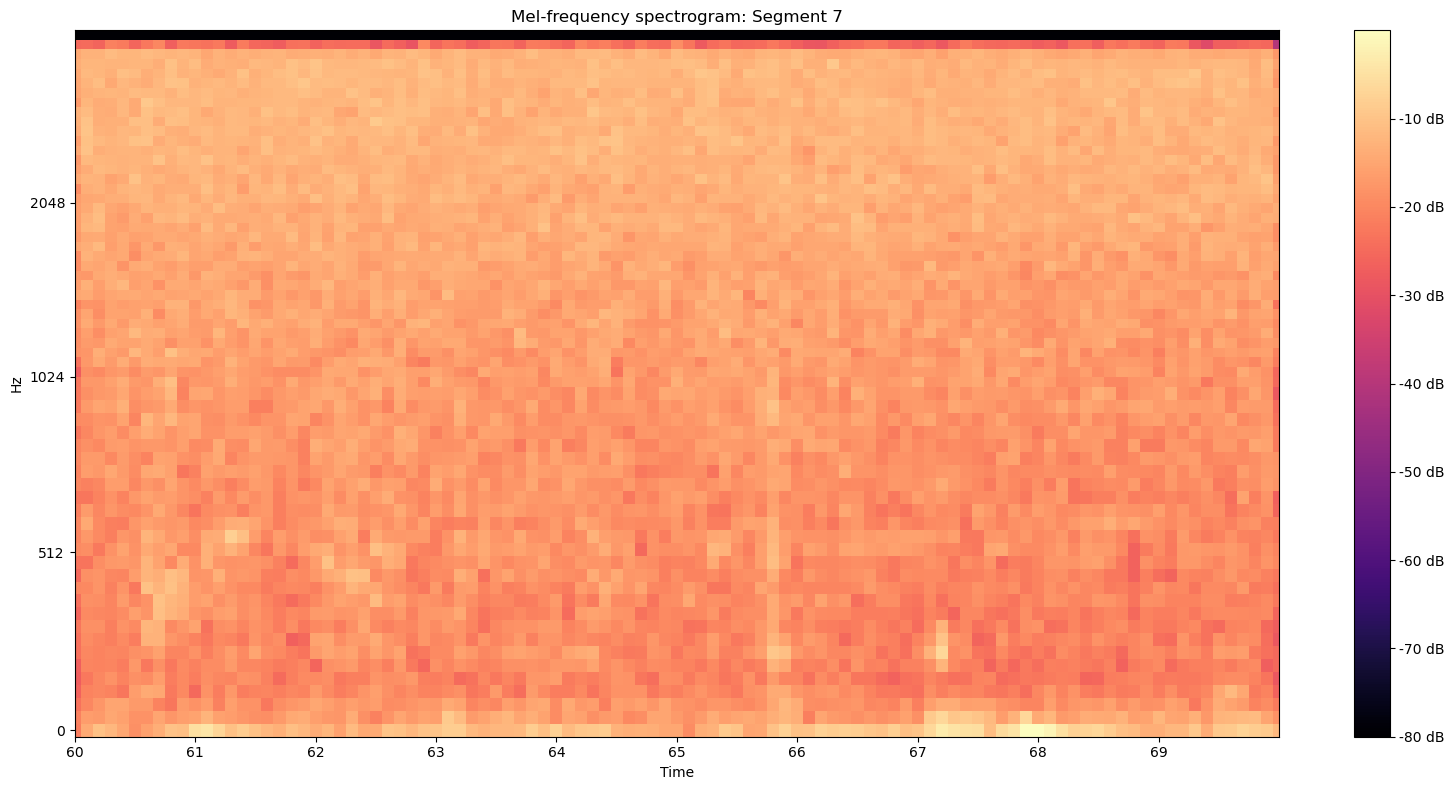 Mel-frequency spectrogram: Segment 7
Hz
2048
1024
512
0
60 61 62 63 64 65 66 67 68 69
Time
-10 dB
-20 dB
-30 dB
-40 dB
-50 dB
-60 dB
-70 dB
-80 dB